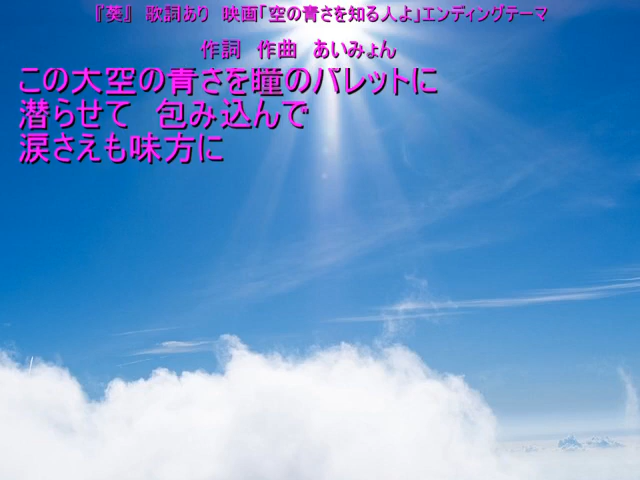 『葵』 歌詞あり 映画「空の青さを知る人よ」エンディングテーマ
作詞 作曲 あいみょん
この大空の青さを瞳のパレットに
潜らせて 包み込んで
涙さえも味方に